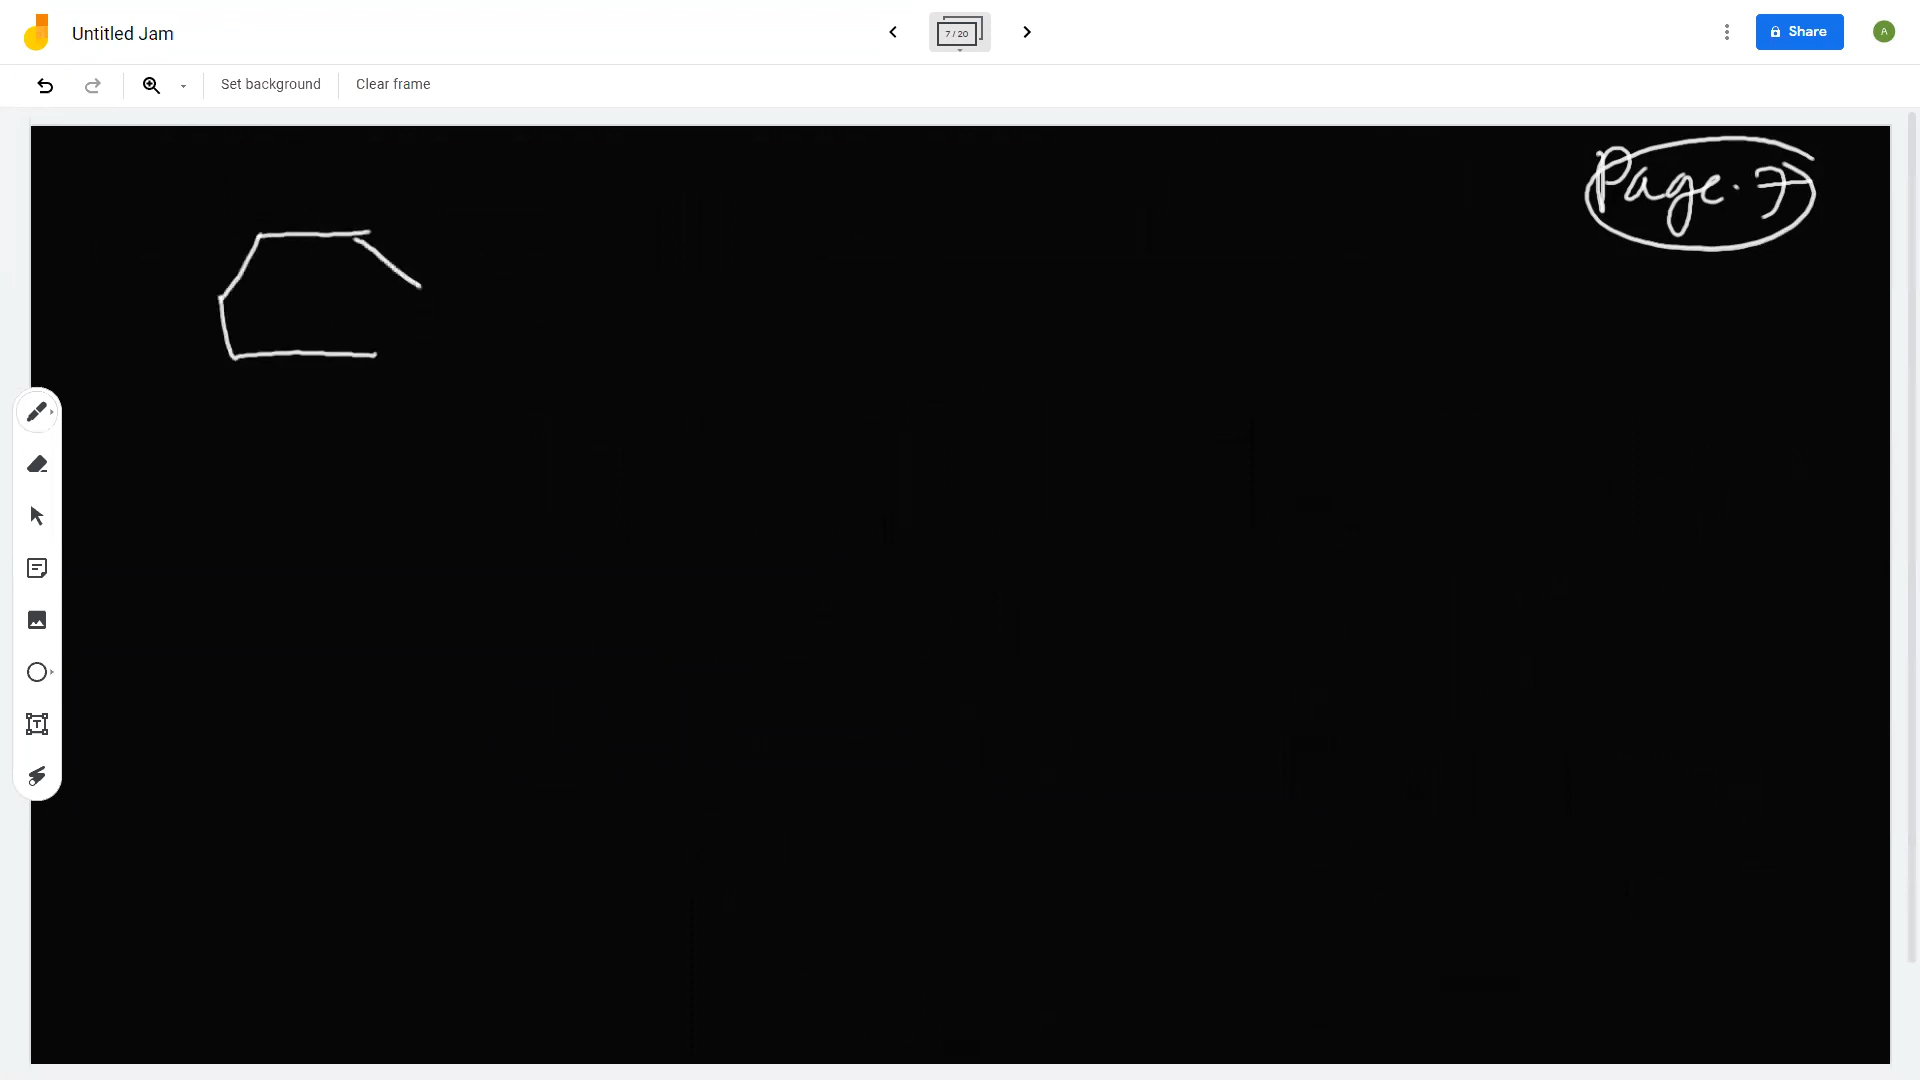 Untitled Jam
7 / 20
Share
A
Set background
Clear frame
Page. 7
T